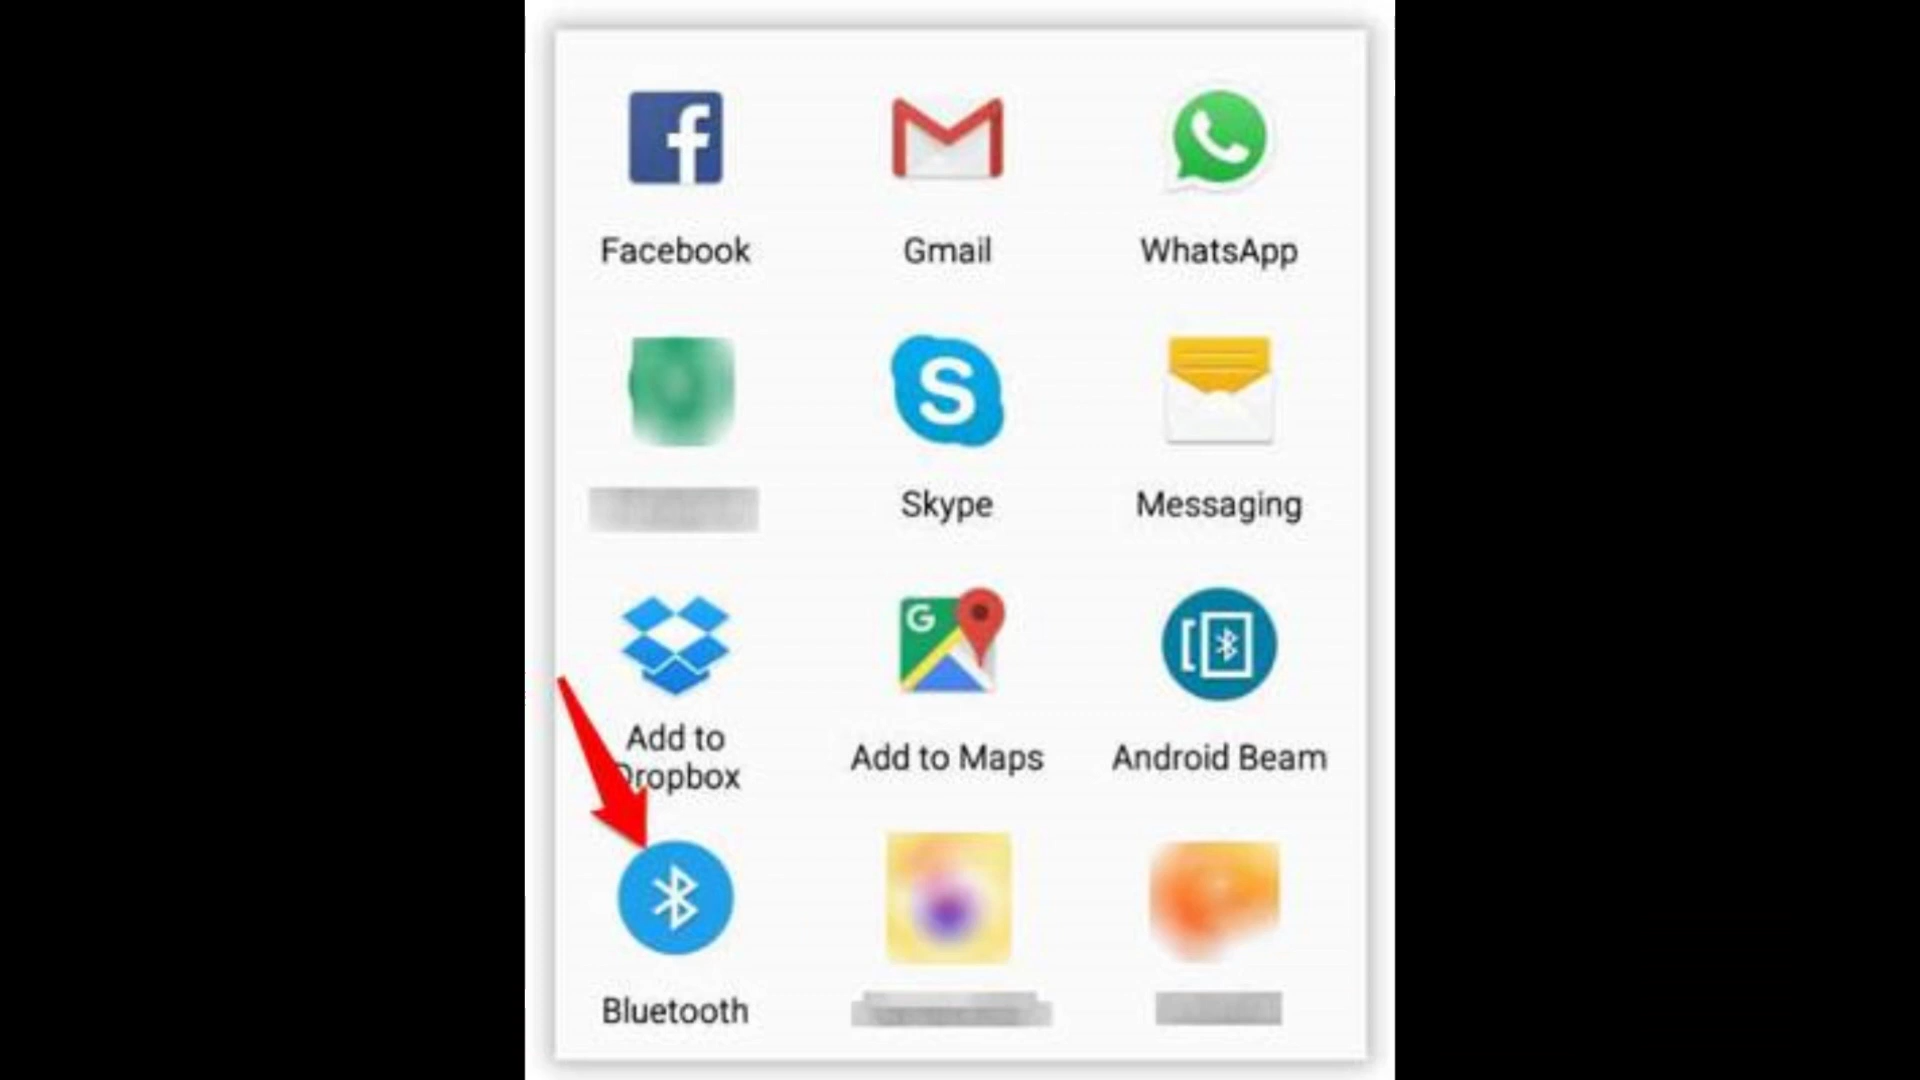 Facebook
Gmail
WhatsApp
Skype
Messaging
Add to
Dropbox
Add to Maps
Android Beam
Bluetooth